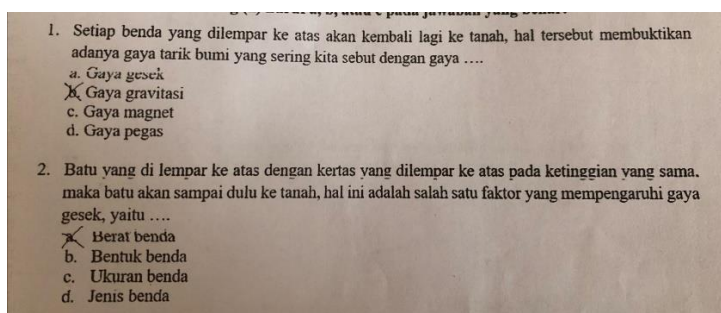 1. Setiap benda yang dilempar ke atas akan kembali lagi ke tanah, hal tersebut membuktikan
adanya gaya tarik bumi yang sering kita sebut dengan gaya ....
a. Gaya gesek
b. Gaya gravitasi
c. Gaya magnet
d. Gaya pegas
2. Batu yang di lempar ke atas dengan kertas yang dilempar ke atas pada ketinggian yang sama.
maka batu akan sampai dulu ke tanah, hal ini adalah salah satu faktor yang mempengaruhi gaya
gesek, yaitu ....
a. Berat benda
b. Bentuk benda
c. Ukuran benda
d. Jenis benda